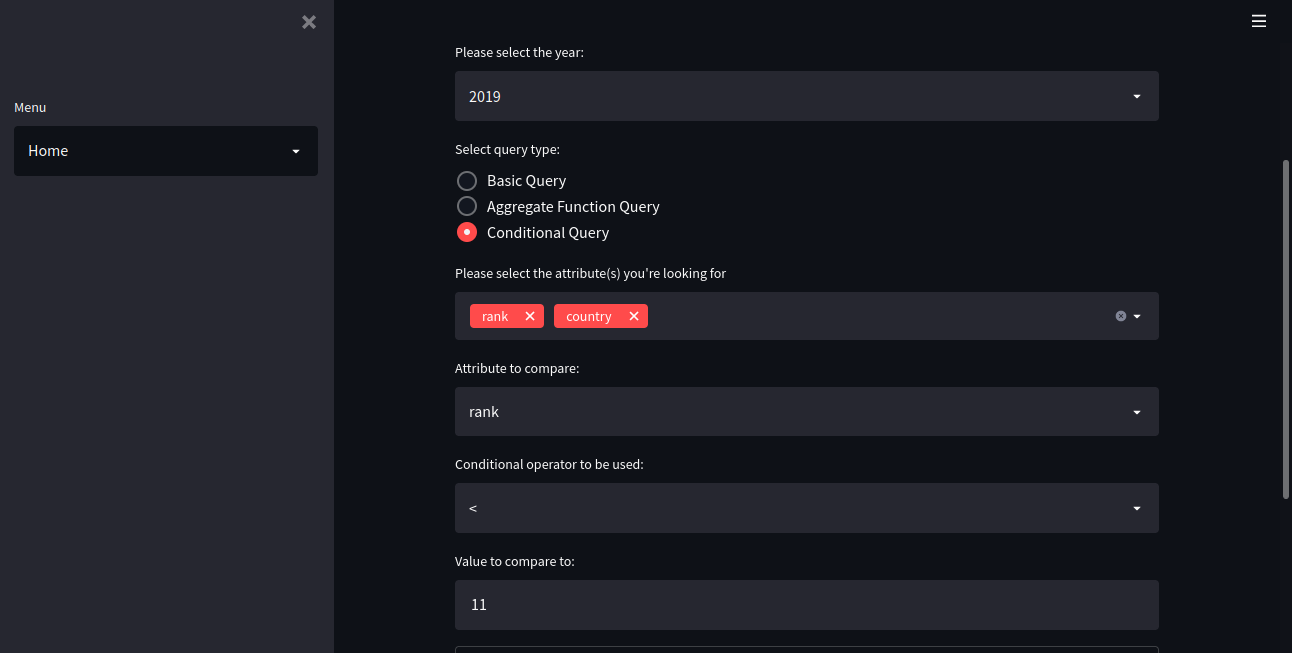 Menu
Home
Please select the year:
2019
Select query type:
Basic Query
Aggregate Function Query
Conditional Query
Please select the attribute(s) you're looking for
rank country
Attribute to compare:
rank
Conditional operator to be used:
<
Value to compare to:
11